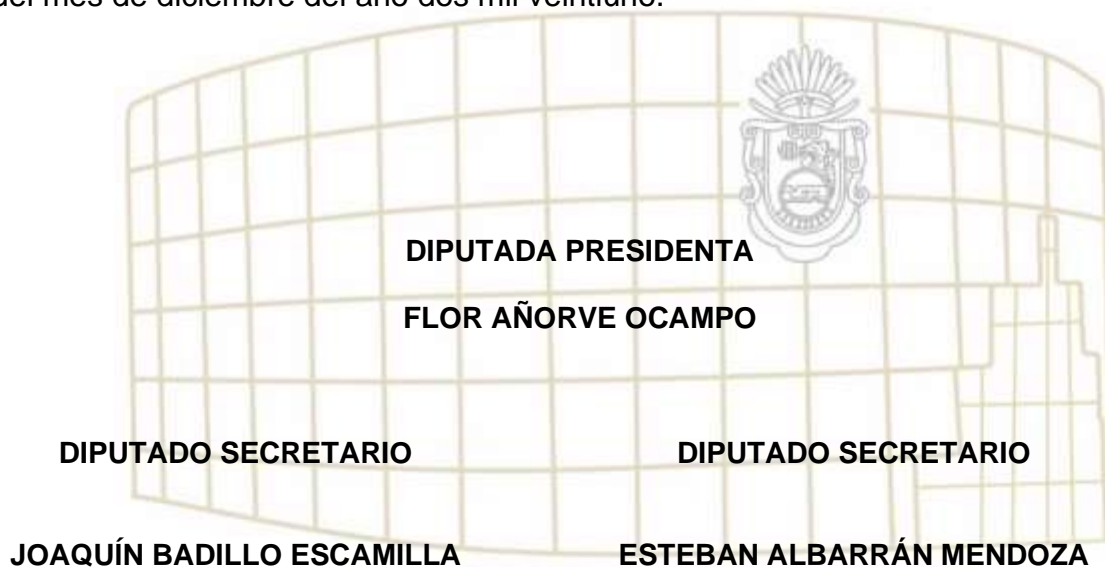 del mes de diciembre del año dos mil veintiuno.
DIPUTADA PRESIDENTA
FLOR AÑORVE OCAMPO
DIPUTADO SECRETARIO DIPUTADO SECRETARIO
JOAQUÍN BADILLO ESCAMILLA ESTEBAN ALBARRÁN MENDOZA